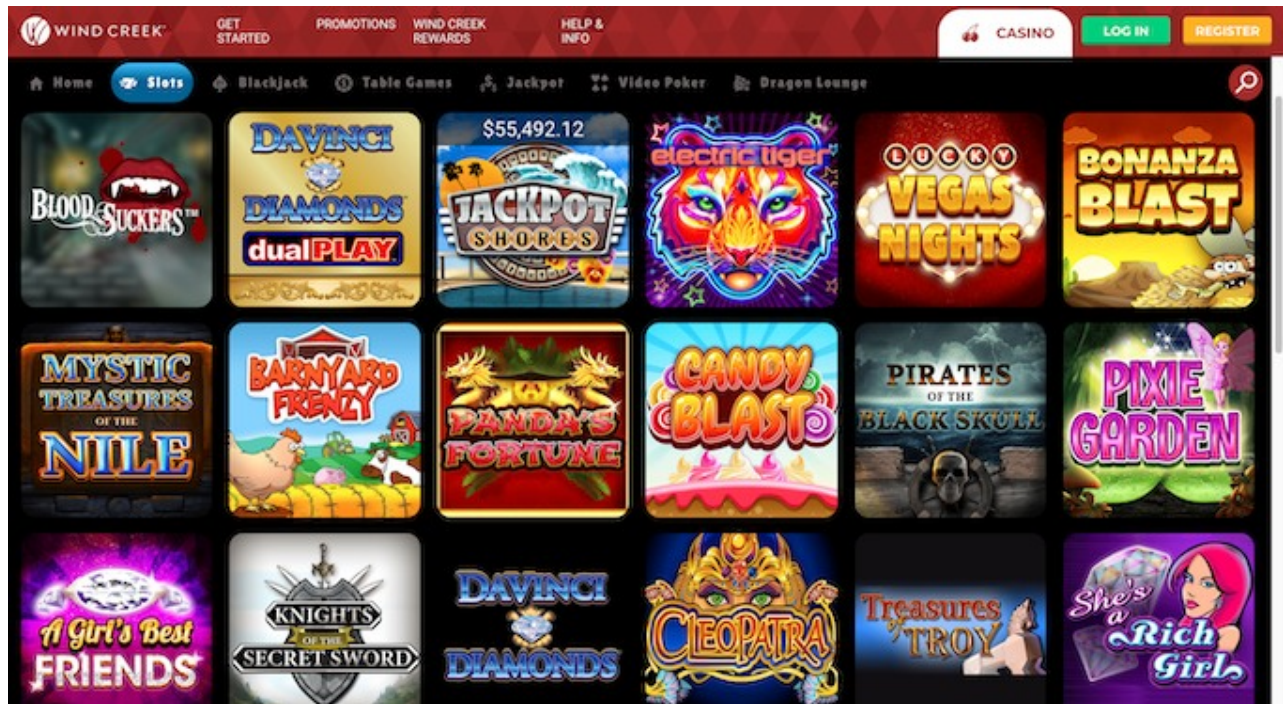 WIND CREEK
GET
STARTED
PROMOTIONS
WIND CREEK
REWARDS
HELP &
INFO
CASINO
LOG IN
REGISTER
Home
Slots
Blackjack
Table Games
Jackpot
Video Poker
Dragon Lounge
BLOOD
SUCKERS™
DAVINCI
DIAMONDS
dualPLAY
$55,492.12
JACKPOT
SHORES
electric tiger
LUCKY
VEGAS
NIGHTS
BONANZA
BLAST
MYSTIC
TREASURES
OF THE
NILE
BARNYARD
FRENZY
PANDA'S
FORTUNE
CANDY
BLAST
PIRATES
OF THE
BLACK SKULL
PIXIE
GARDEN
A Girl's Best
FRIENDS
KNIGHTS
OF THE
SECRET SWORD
DAVINCI
DIAMONDS
CLEOPATRA
Treasures
of TROY
She's
a
Rich
Girl